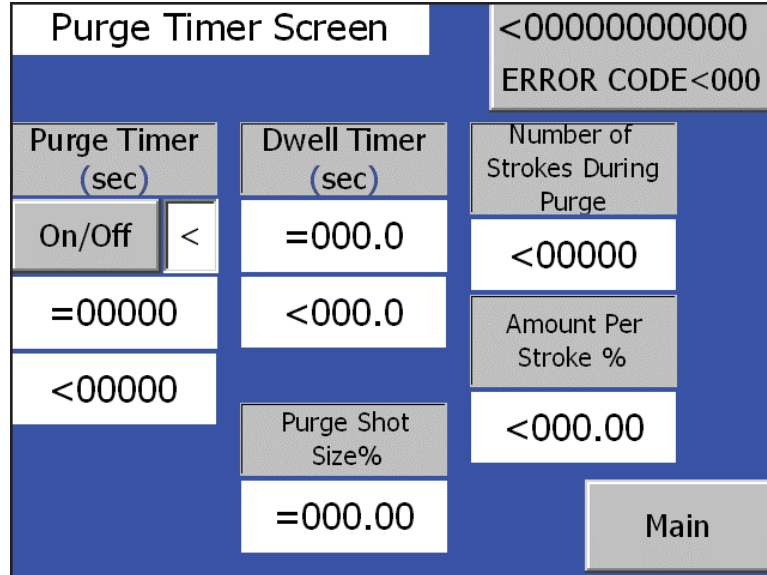 Purge Timer Screen
<00000000000
ERROR CODE<000
Purge Timer
(sec)
On/Off
<
=00000
<00000
Dwell Timer
(sec)
=000.0
<000.0
Purge Shot
Size%
=000.00
Number of
Strokes During
Purge
<00000
Amount Per
Stroke %
<000.00
Main